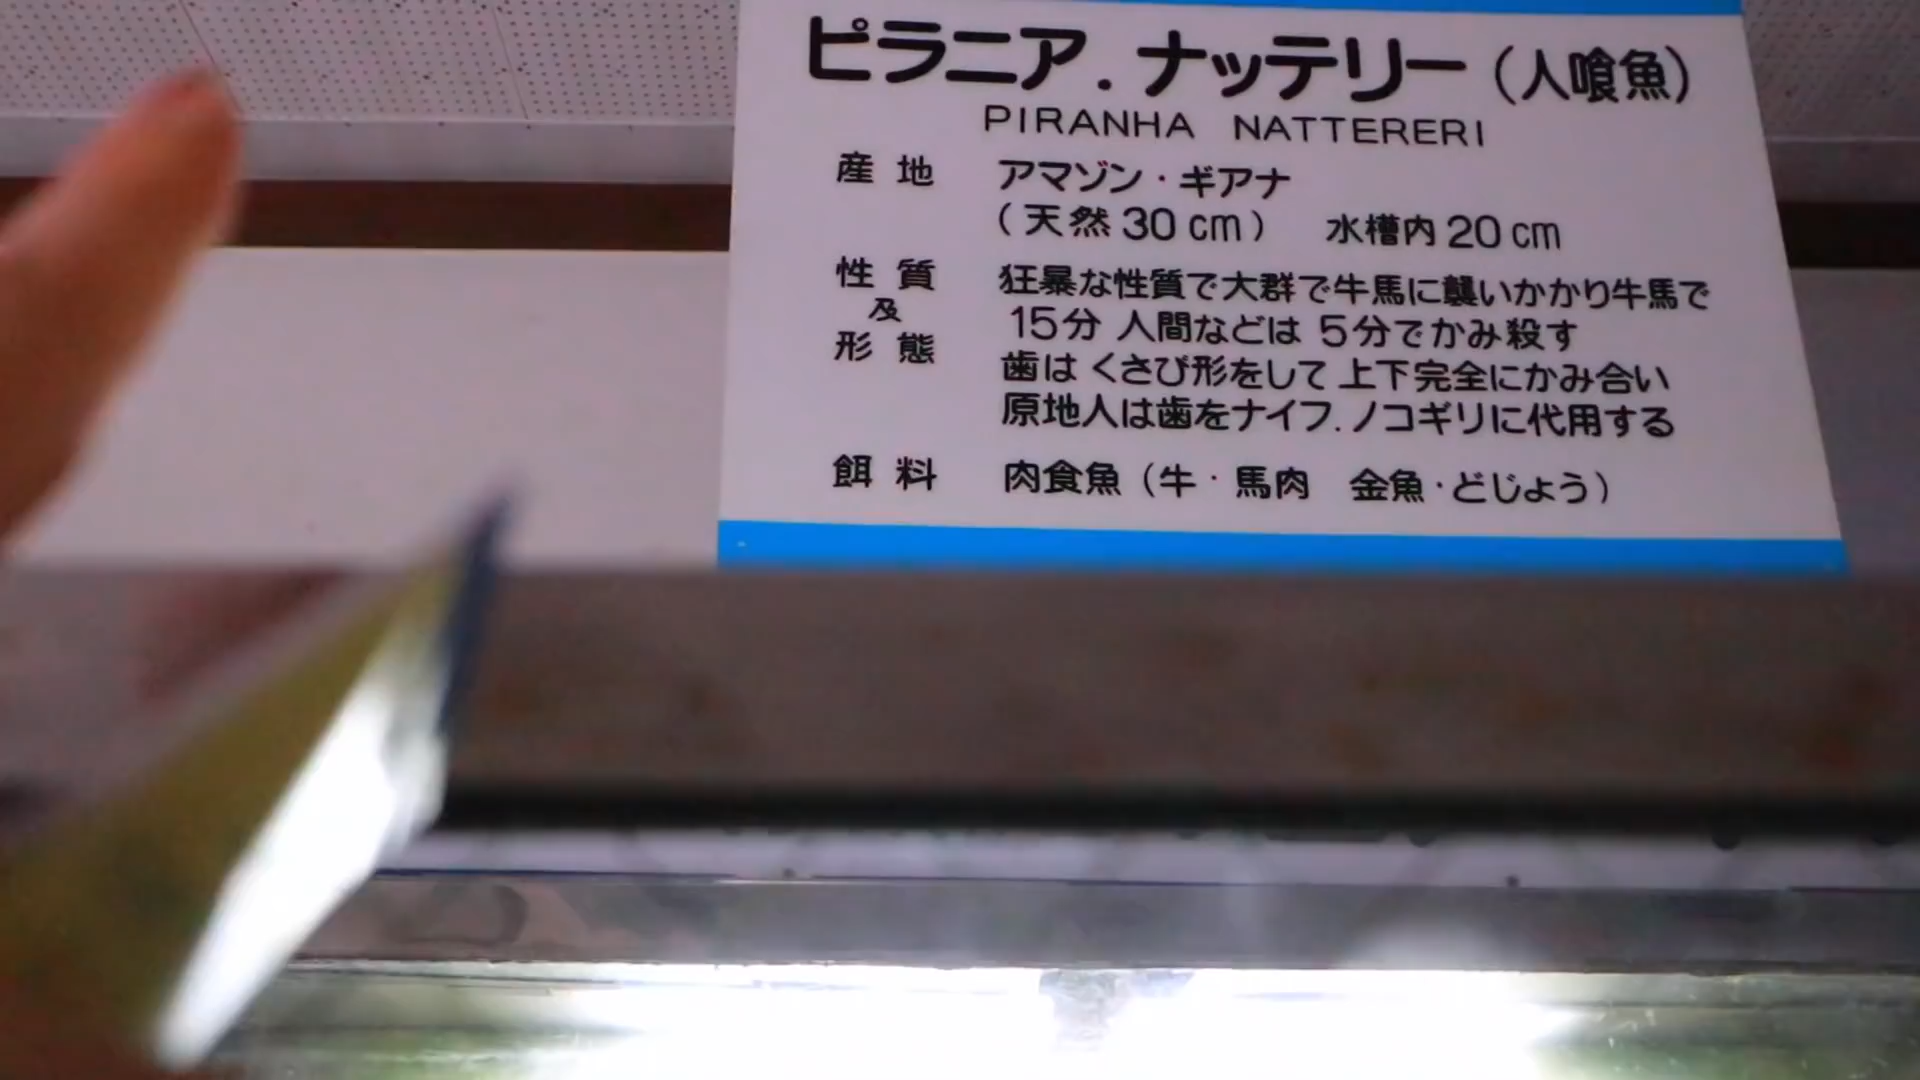 ピラニア.ナッテリー(人喰魚)
PIRANHA NATTERERI
産地 アマゾン・ギアナ
(天然30cm) 水槽内20cm
性質及形態 狂暴な性質で大群で牛馬に襲いかかり牛馬で
15分 人間などは 5分でかみ殺す
歯は くさび形をして上下完全にかみ合い
原地人は歯をナイフ.ノコギリに代用する
餌料 肉食魚(牛・馬肉 金魚・どじょう)